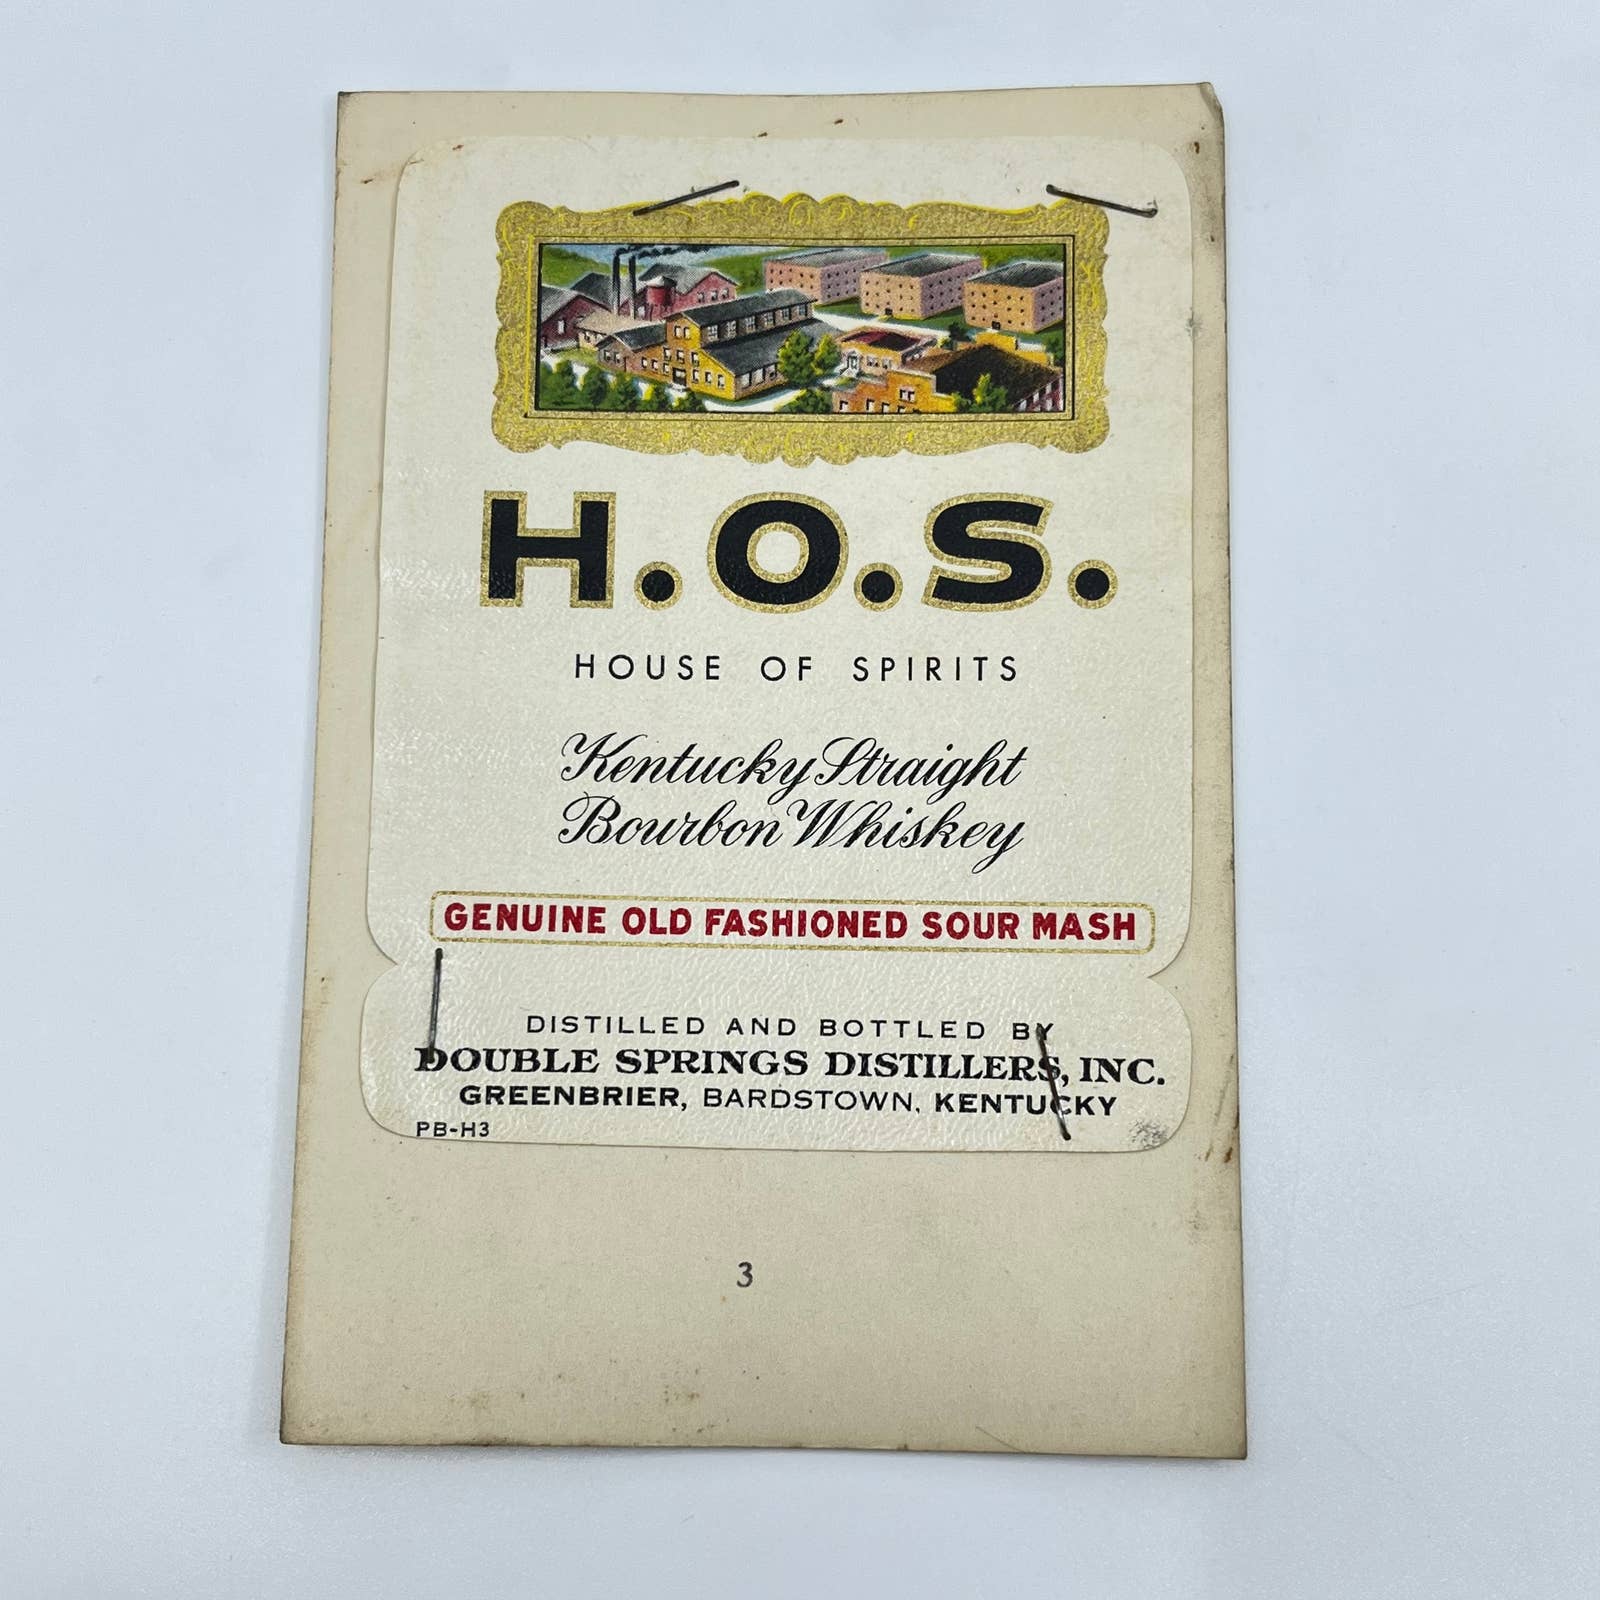 H.O.S.
HOUSE OF SPIRITS
Kentucky Straight
Bourbon Whiskey
GENUINE OLD FASHIONED SOUR MASH
DISTILLED AND BOTTLED BY
DOUBLE SPRINGS DISTILLERS, INC.
GREENBRIER, BARDSTOWN, KENTUCKY
PB-H3
3